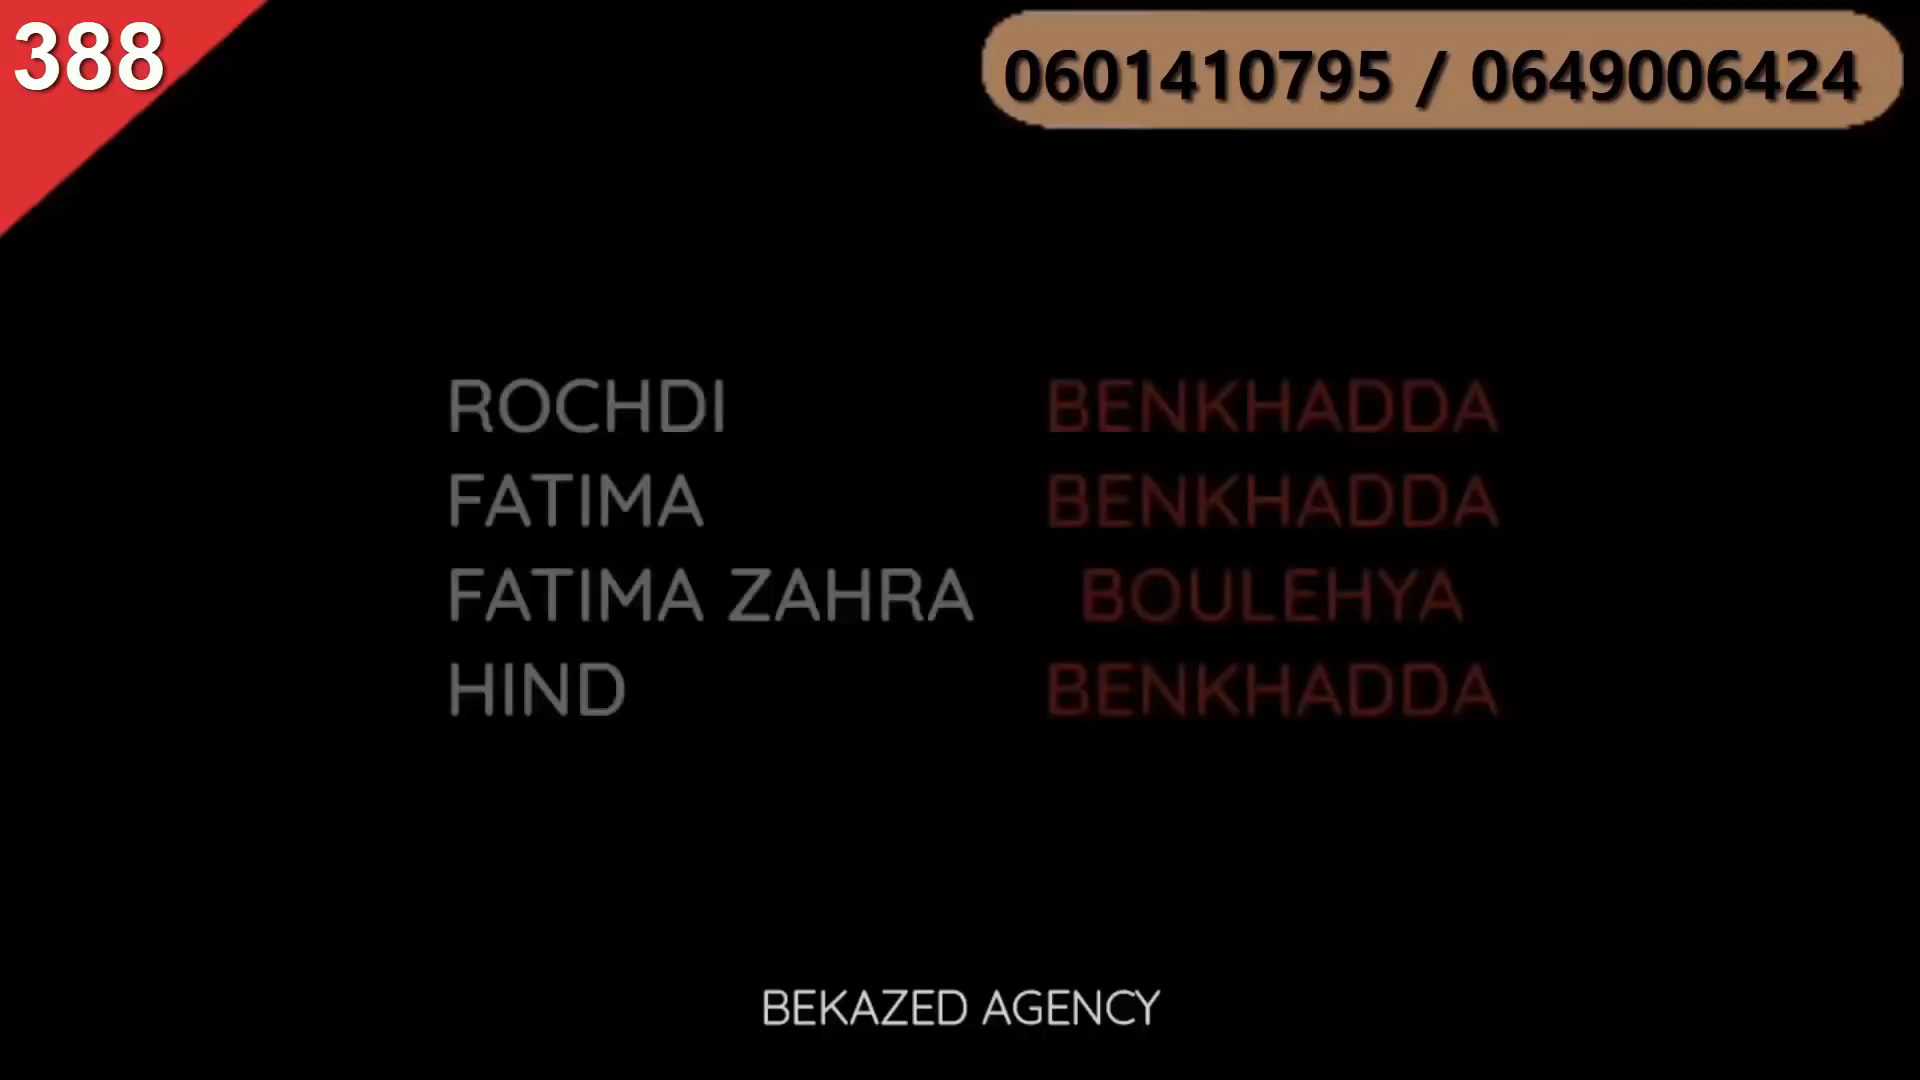 388
0601410795 / 0649006424
ROCHDI BENKHADDA
FATIMA BENKHADDA
FATIMA ZAHRA BOULEHYA
HIND BENKHADDA
BEKAZED AGENCY